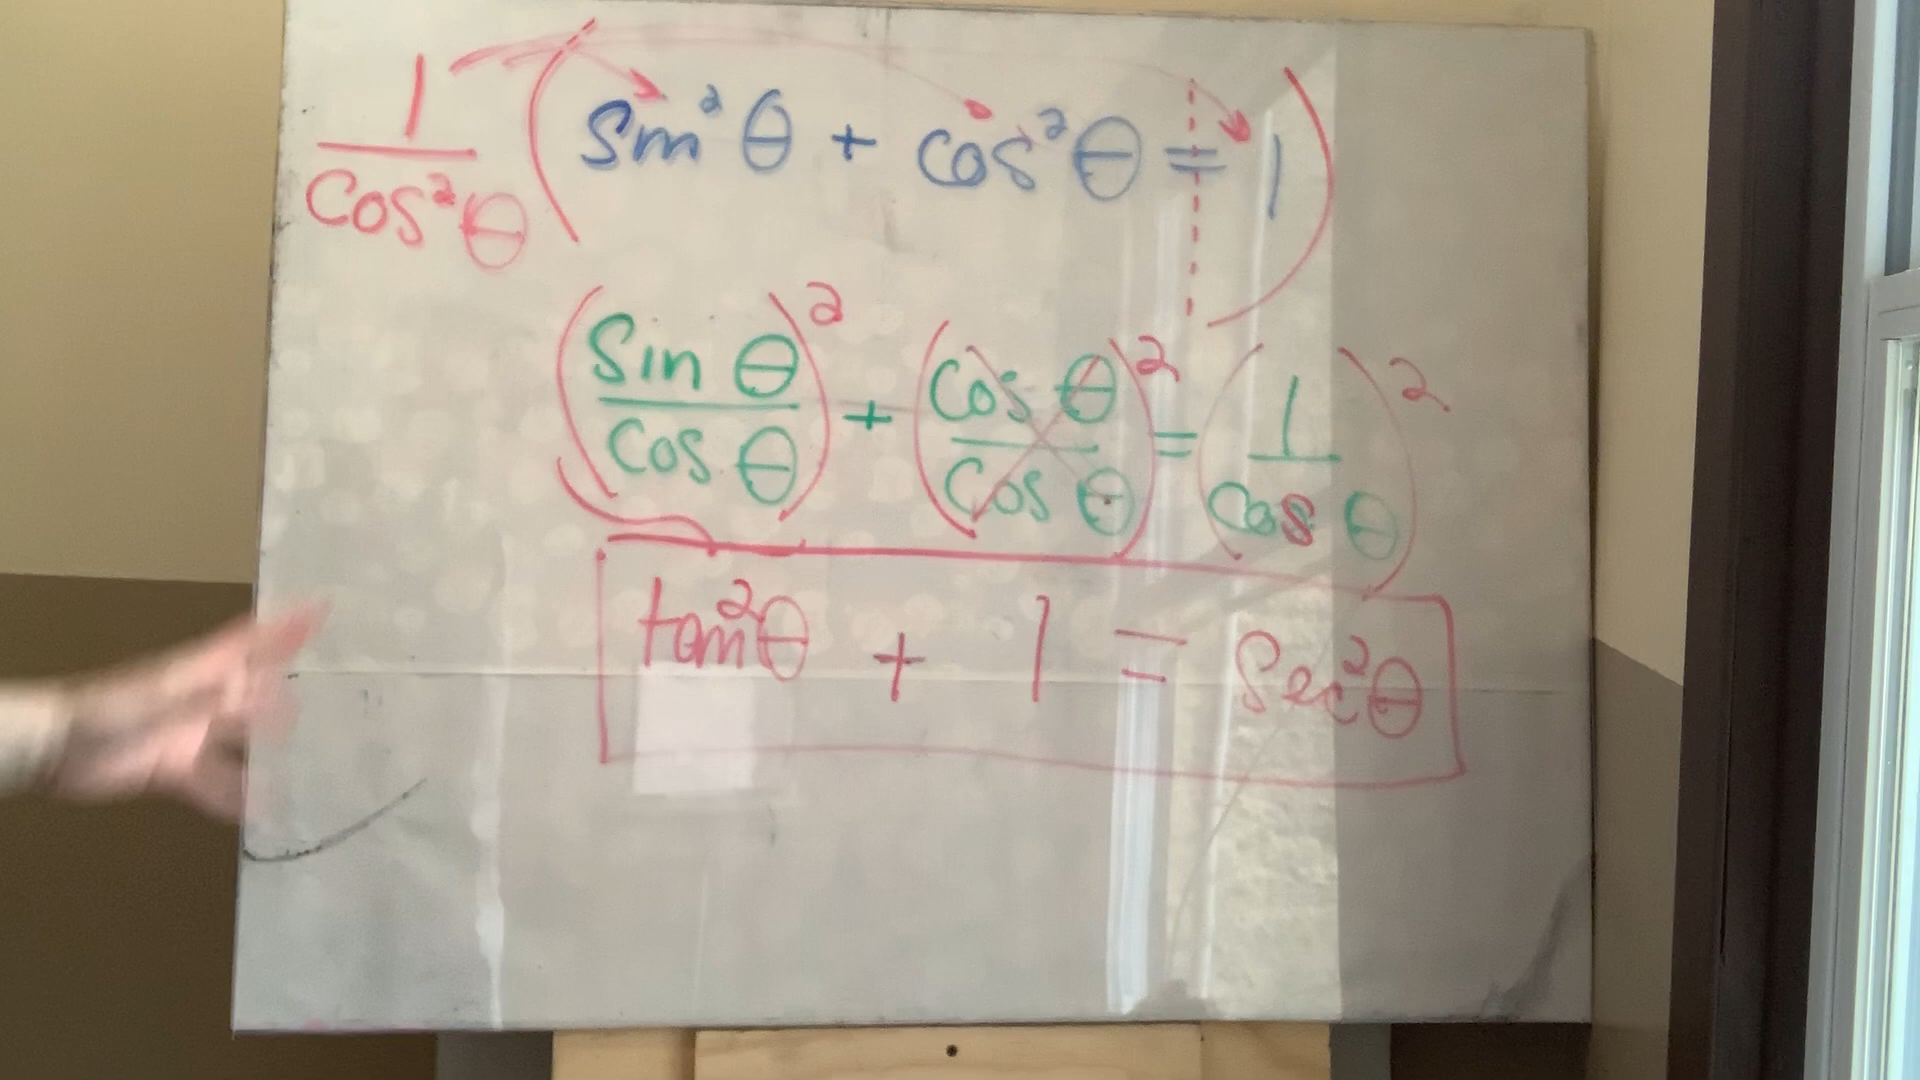 1/cos²θ (sin²θ + cos²θ = 1)
(sin θ/cos θ)² + (cos θ/cos θ)² = (1/cos θ)²
tan²θ + 1 = sec²θ